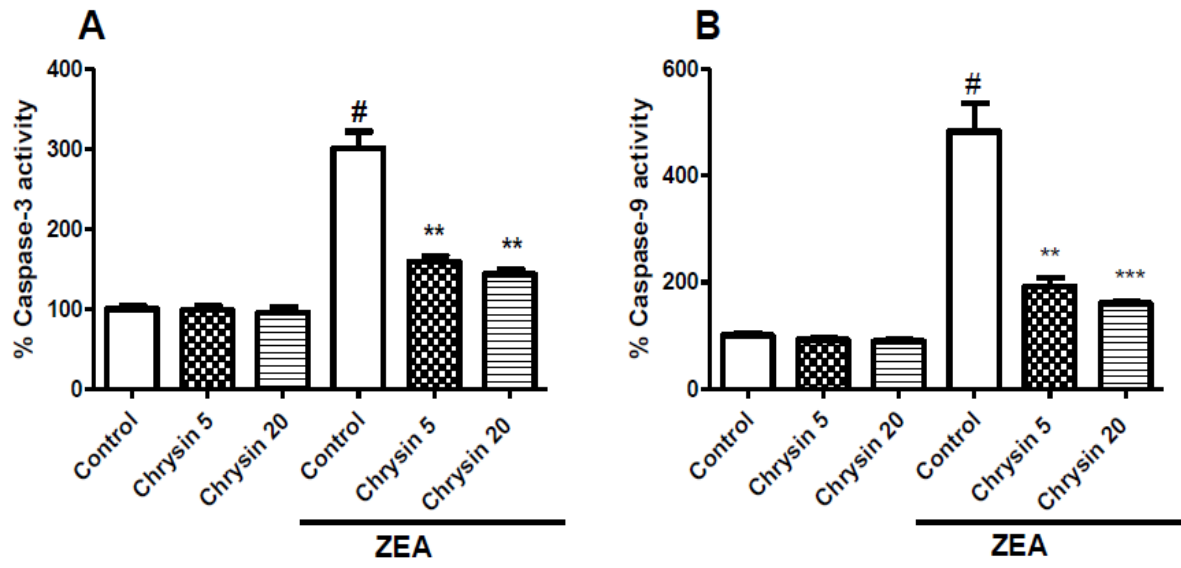 A
% Caspase-3 activity
400
300
200
100
0
#
**
**
Control
Chrysin 5
Chrysin 20
Control
Chrysin 5
Chrysin 20
ZEA
B
% Caspase-9 activity
600
400
200
0
#
**
***
Control
Chrysin 5
Chrysin 20
Control
Chrysin 5
Chrysin 20
ZEA